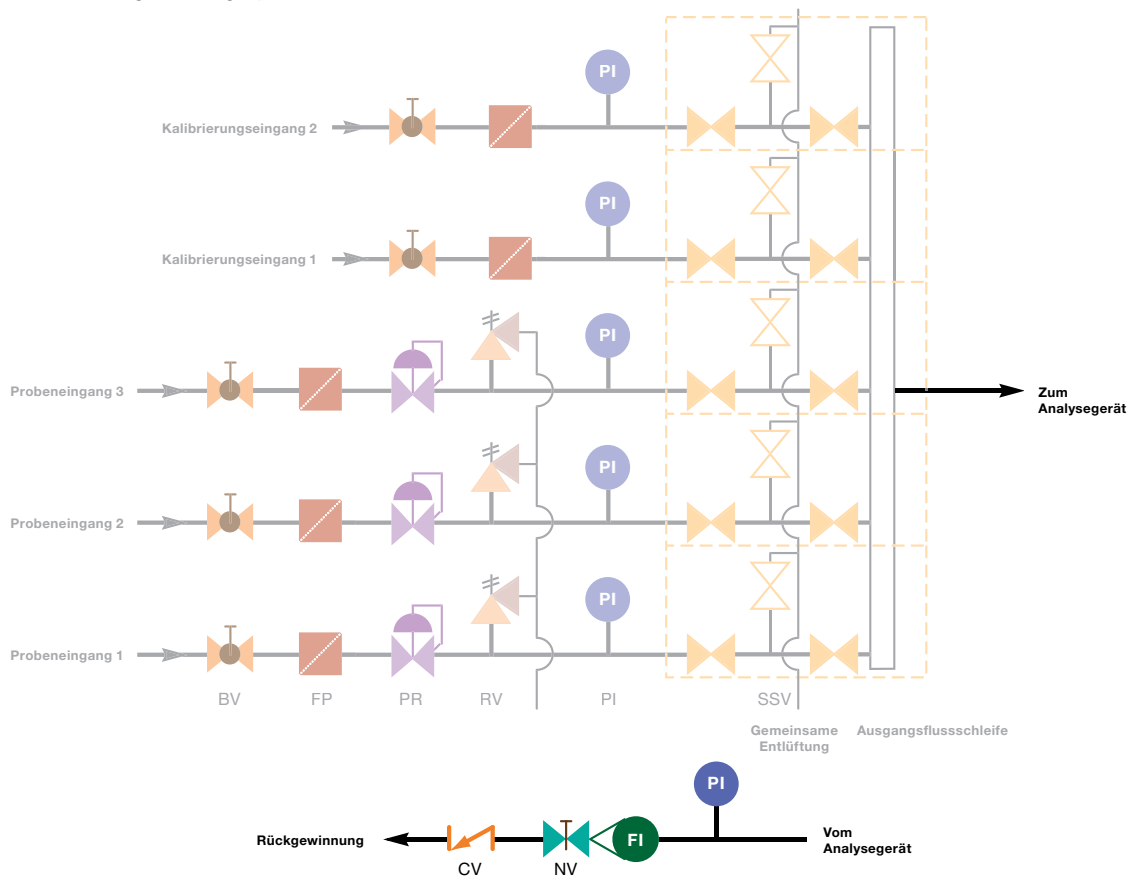 PI
Kalibrierungseingang 2
PI
Kalibrierungseingang 1
PI
Probeneingang 3
Zum
Analysegerät
PI
Probeneingang 2
PI
Probeneingang 1
BV FP PR RV PI SSV
Gemeinsame
Entlüftung
Ausgangsflussschleife
PI
Rückgewinnung
FI
Vom
Analysegerät
CV NV